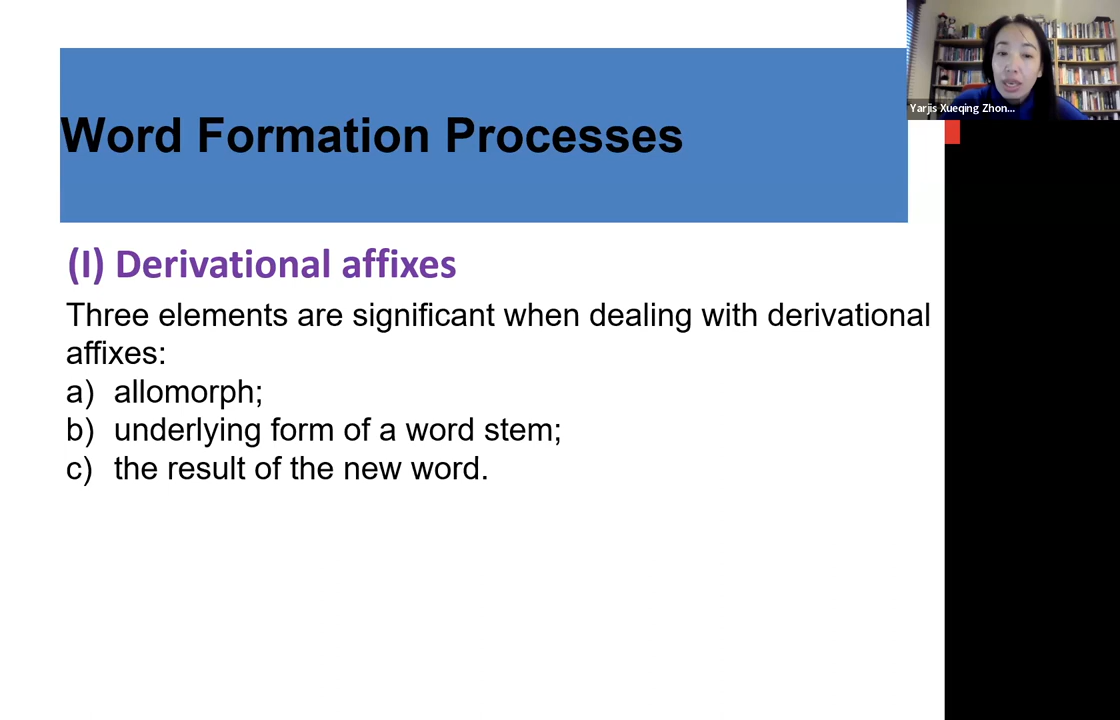 Yarjis Xueqing Zhon...
Word Formation Processes
(I) Derivational affixes
Three elements are significant when dealing with derivational
affixes:
a) allomorph;
b) underlying form of a word stem;
c) the result of the new word.